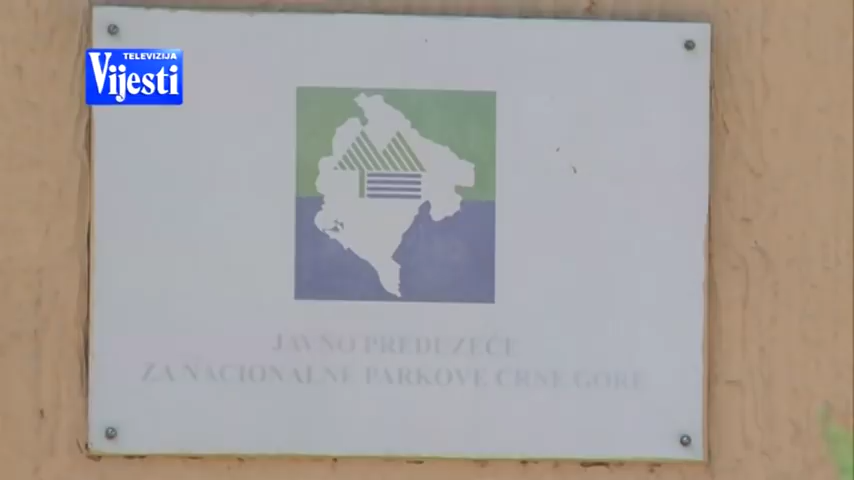 TELEVIZIJA
Vijesti
JAVNO PREDUZEĆE
ZA NACIONALNE PARKOVE CRNE GORE